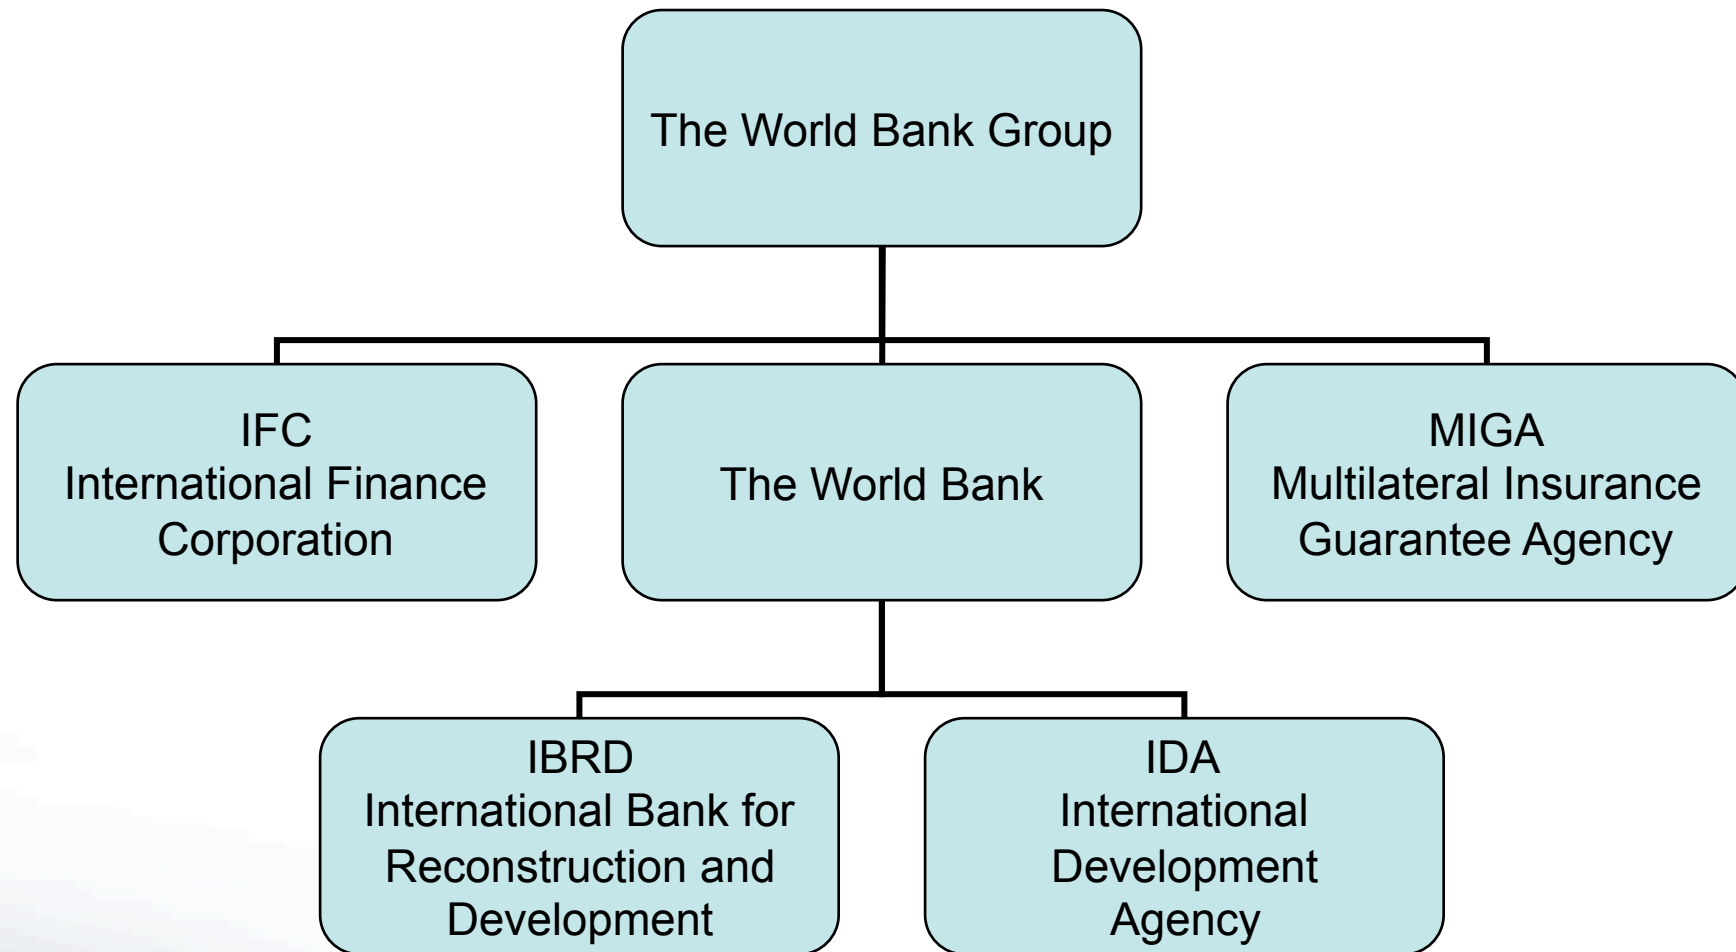 The World Bank Group
IFC
International Finance
Corporation
The World Bank
MIGA
Multilateral Insurance
Guarantee Agency
IBRD
International Bank for
Reconstruction and
Development
IDA
International
Development
Agency